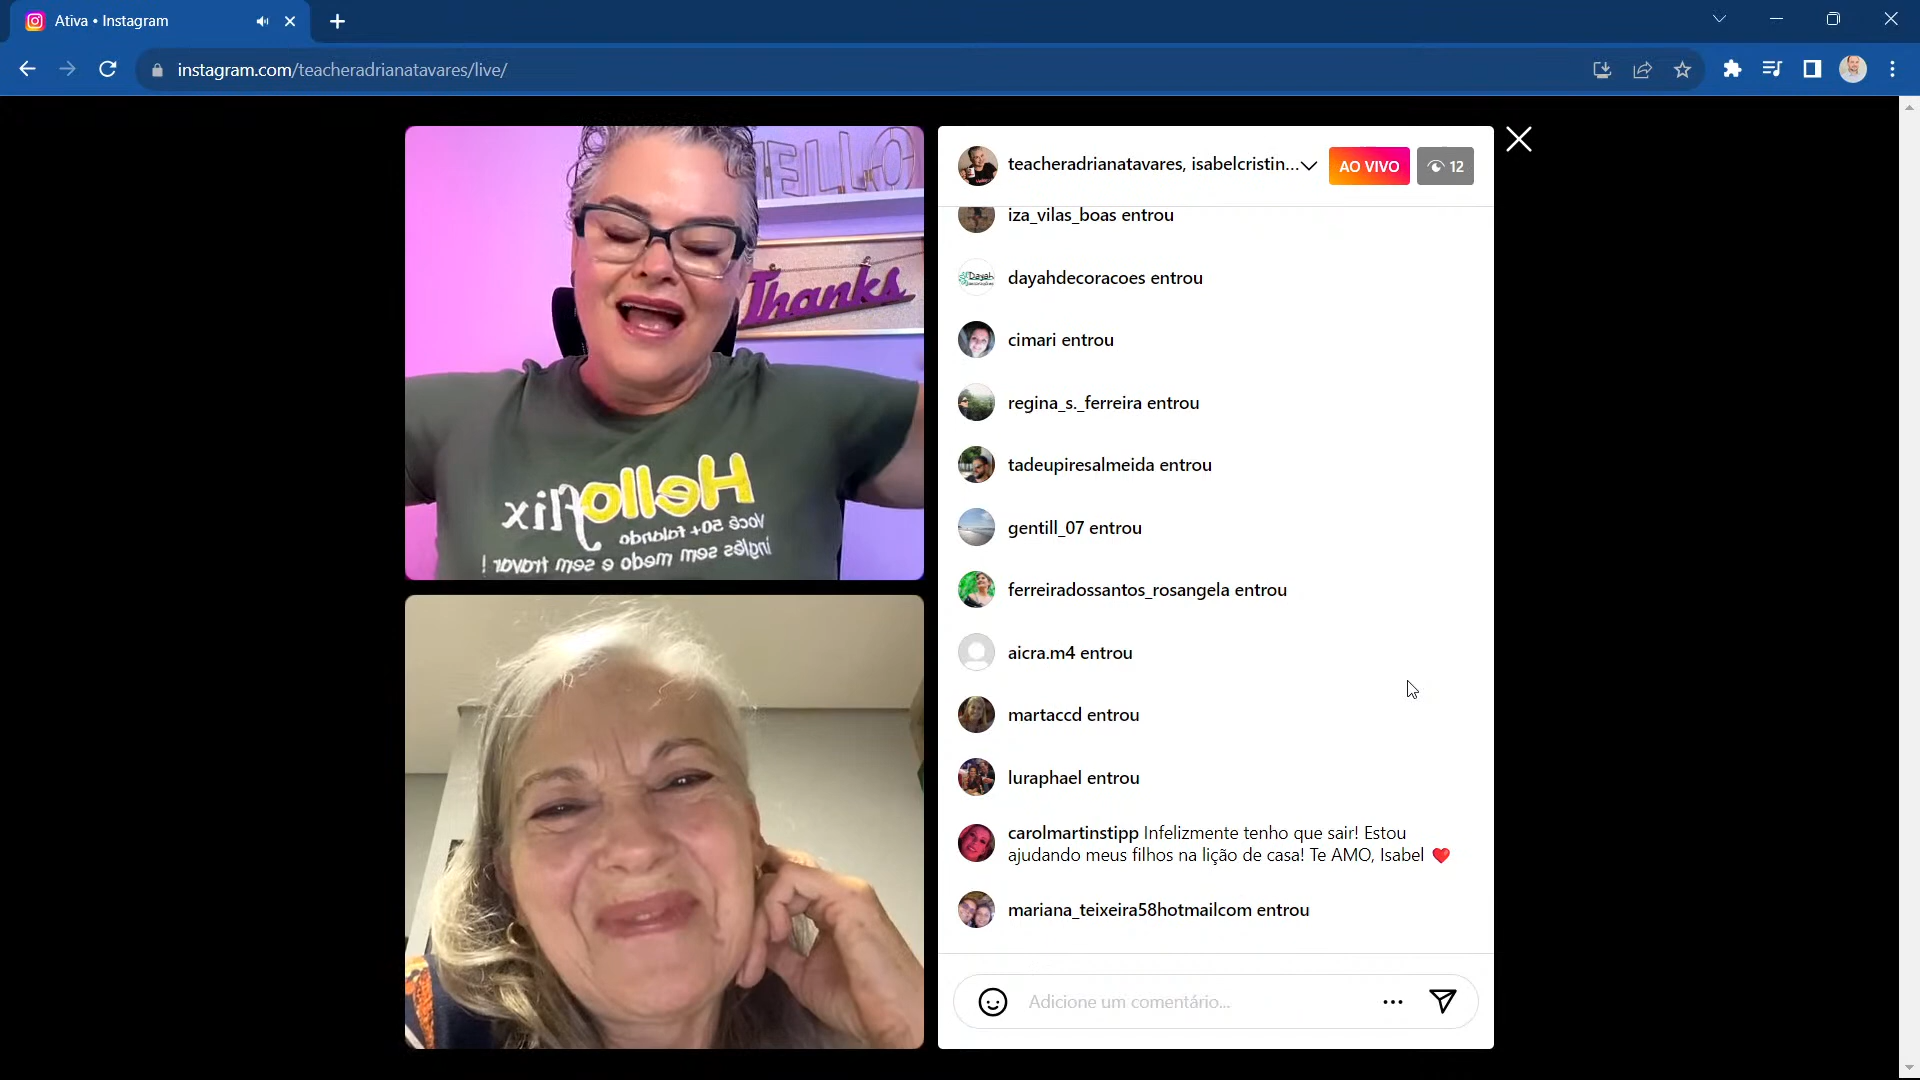 Ativa • Instagram
instagram.com/teacheradrianatavares/live/
HELLO
Thanks
Helloflix
Você 50+ falando
inglês sem medo e sem travar!
teacheradrianatavares, isabelcristin...
AO VIVO
12
iza_vilas_boas entrou
Dayah
dayahdecoracoes entrou
cimari entrou
regina_s._ferreira entrou
tadeupiresalmeida entrou
gentill_07 entrou
ferreiradossantos_rosangela entrou
aicra.m4 entrou
martaccd entrou
luraphael entrou
carolmartinstipp Infelizmente tenho que sair! Estou
ajudando meus filhos na lição de casa! Te AMO, Isabel ❤️
mariana_teixeira58hotmailcom entrou
Adicione um comentário...